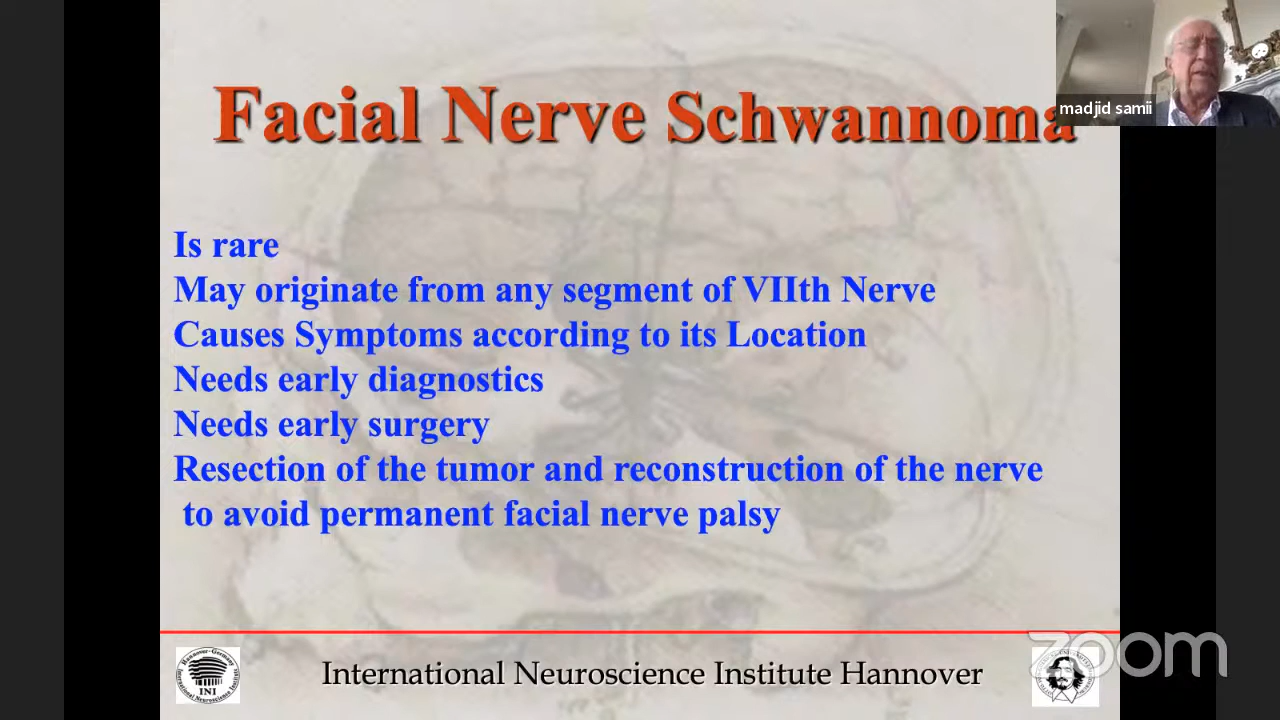 Facial Nerve Schwannoma
madjid samii
Is rare
May originate from any segment of VIIth Nerve
Causes Symptoms according to its Location
Needs early diagnostics
Needs early surgery
Resection of the tumor and reconstruction of the nerve
to avoid permanent facial nerve palsy
INI
International Neuroscience Institute Hannover
zoom